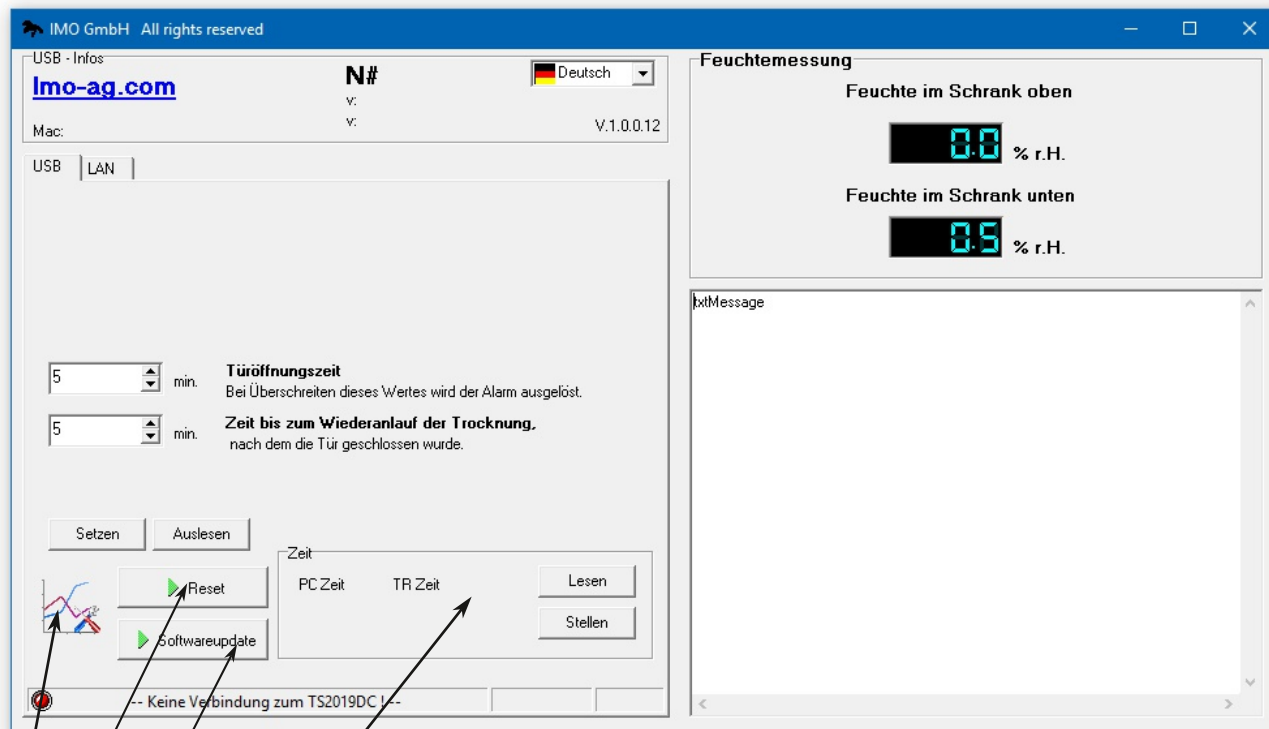 IMO GmbH All rights reserved
USB - Infos
Imo-ag.com
N#
v:
v:
Deutsch
Mac:
V.1.0.0.12
USB
LAN
5
min.
Türöffnungszeit
Bei Überschreiten dieses Wertes wird der Alarm ausgelöst.
5
min.
Zeit bis zum Wiederanlauf der Trocknung,
nach dem die Tür geschlossen wurde.
Setzen
Auslesen
Reset
Softwareupdate
Zeit
PC Zeit
TR Zeit
Lesen
Stellen
-- Keine Verbindung zum TS2019DC ! --
Feuchtemessung
Feuchte im Schrank oben
0.0 % r.H.
Feuchte im Schrank unten
0.5 % r.H.
txtMessage